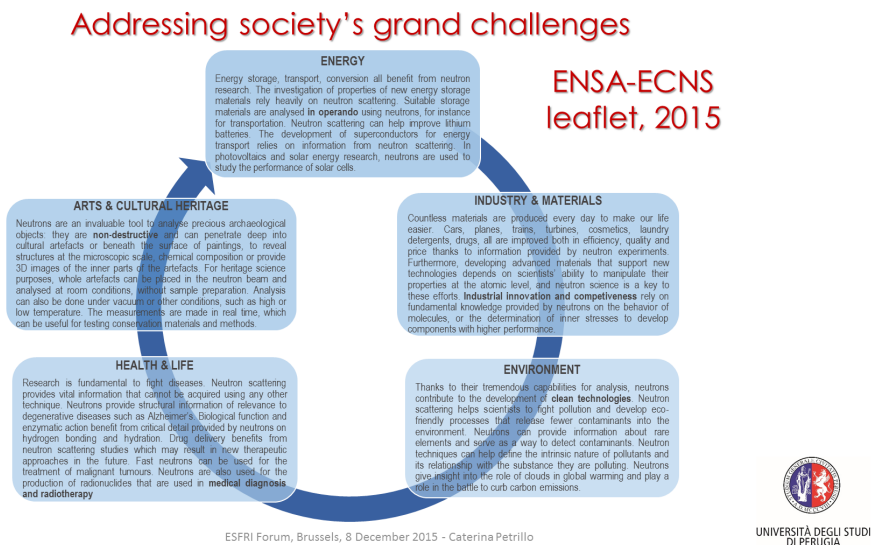 Addressing society's grand challenges
ENSA-ECNS
leaflet, 2015
ENERGY
Energy storage, transport, conversion all benefit from neutron
research. The investigation of properties of new energy storage
materials rely heavily on neutron scattering. Suitable storage
materials are analysed in operando using neutrons, for instance
for transportation. Neutron scattering can help improve lithium
batteries. The development of superconductors for energy
transport relies on information from neutron scattering. In
photovoltaics and solar energy research, neutrons are used to
study the performance of solar cells.
INDUSTRY & MATERIALS
Countless materials are produced every day to make our life
easier. Cars, planes, trains, turbines, cosmetics, laundry
detergents, drugs, all are improved both in efficiency, quality and
price thanks to information provided by neutron experiments.
Furthermore, developing advanced materials that support new
technologies depends on scientists' ability to manipulate their
properties at the atomic level, and neutron science is a key to
these efforts. Industrial innovation and competiveness rely on
fundamental knowledge provided by neutrons on the behavior of
molecules, or the determination of inner stresses to develop
components with higher performance.
ENVIRONMENT
Thanks to their tremendous capabilities for analysis, neutrons
contribute to the development of clean technologies. Neutron
scattering helps scientists to fight pollution and develop eco-
friendly processes that release fewer contaminants into the
environment. Neutrons can provide information about rare
elements and serve as a way to detect contaminants. Neutron
techniques can help define the intrinsic nature of pollutants and
its relationship with the substance they are polluting. Neutrons
give insight into the role of clouds in global warming and play a
role in the battle to curb carbon emissions.
HEALTH & LIFE
Research is fundamental to fight diseases. Neutron scattering
provides vital information that cannot be acquired using any other
technique. Neutrons provide structural information of relevance to
degenerative diseases such as Alzheimer's. Biological function and
enzymatic action benefit from critical detail provided by neutrons on
hydrogen bonding and hydration. Drug delivery benefits from
neutron scattering studies which may result in new therapeutic
approaches in the future. Fast neutrons can be used for the
treatment of malignant tumours. Neutrons are also used for the
production of radionuclides that are used in medical diagnosis
and radiotherapy
ARTS & CULTURAL HERITAGE
Neutrons are an invaluable tool to analyse precious archaeological
objects: they are non-destructive and can penetrate deep into
cultural artefacts or beneath the surface of paintings, to reveal
structures at the microscopic scale, chemical composition or provide
3D images of the inner parts of the artefacts. For heritage science
purposes, whole artefacts can be placed in the neutron beam and
analysed at room conditions, without sample preparation. Analysis
can also be done under vacuum or other conditions, such as high or
low temperature. The measurements are made in real time, which
can be useful for testing conservation materials and methods.
ESFRI Forum, Brussels, 8 December 2015 - Caterina Petrillo
UNIVERSITÀ DEGLI STUDI
DI PERUGIA